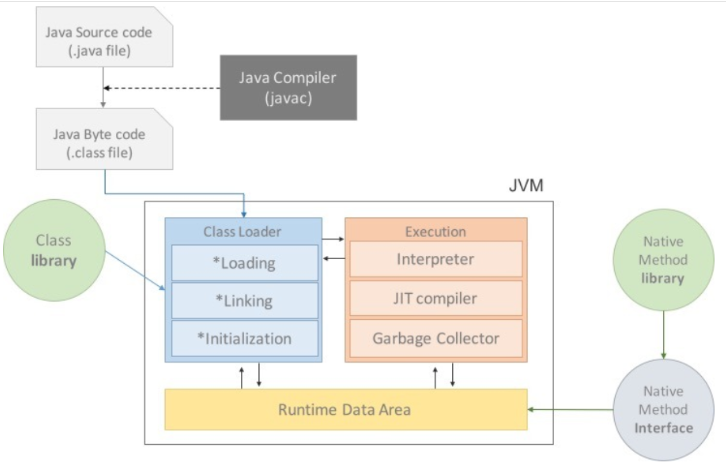 Java Source code
(.java file)
Java Compiler
(javac)
Java Byte code
(.class file)
JVM
Class
library
Class Loader
*Loading
*Linking
*Initialization
Execution
Interpreter
JIT compiler
Garbage Collector
Runtime Data Area
Native
Method
library
Native
Method
Interface